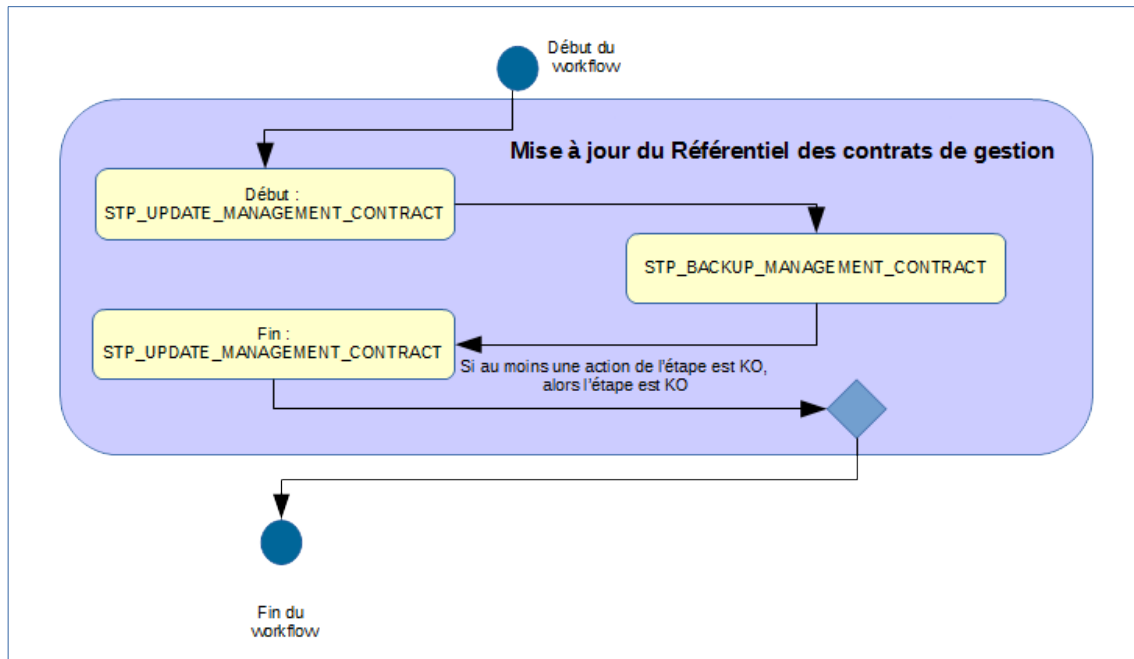 Début du
workflow
Mise à jour du Référentiel des contrats de gestion
Début :
STP_UPDATE_MANAGEMENT_CONTRACT
STP_BACKUP_MANAGEMENT_CONTRACT
Fin :
STP_UPDATE_MANAGEMENT_CONTRACT
Si au moins une action de l'étape est KO,
alors l'étape est KO
Fin du
workflow